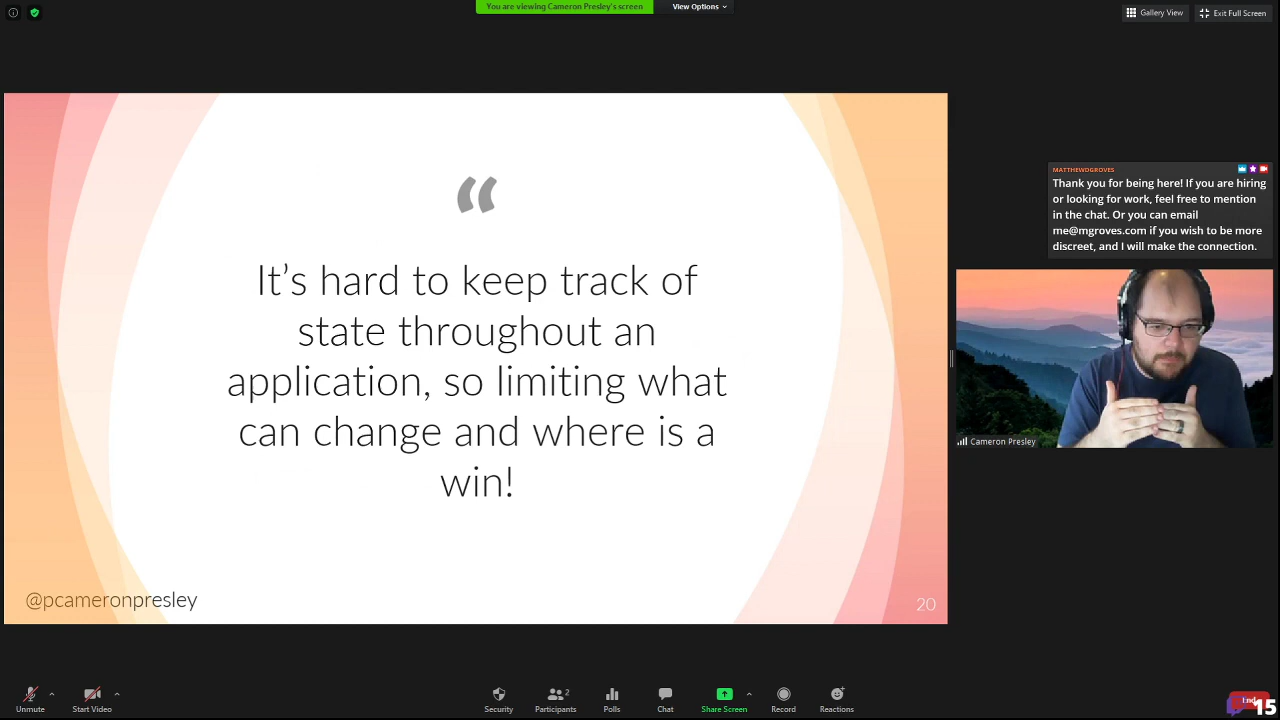 You are viewing Cameron Presley's screen
View Options
Gallery View
Exit Full Screen
“
It’s hard to keep track of
state throughout an
application, so limiting what
can change and where is a
win!
@pcameronpresley
20
MATTHEWDGROVES
Thank you for being here! If you are hiring
or looking for work, feel free to mention
in the chat. Or you can email
me@mgroves.com if you wish to be more
discreet, and I will make the connection.
Cameron Presley
Unmute
Start Video
Security
Participants
2
Polls
Chat
Share Screen
Record
Reactions
End
15